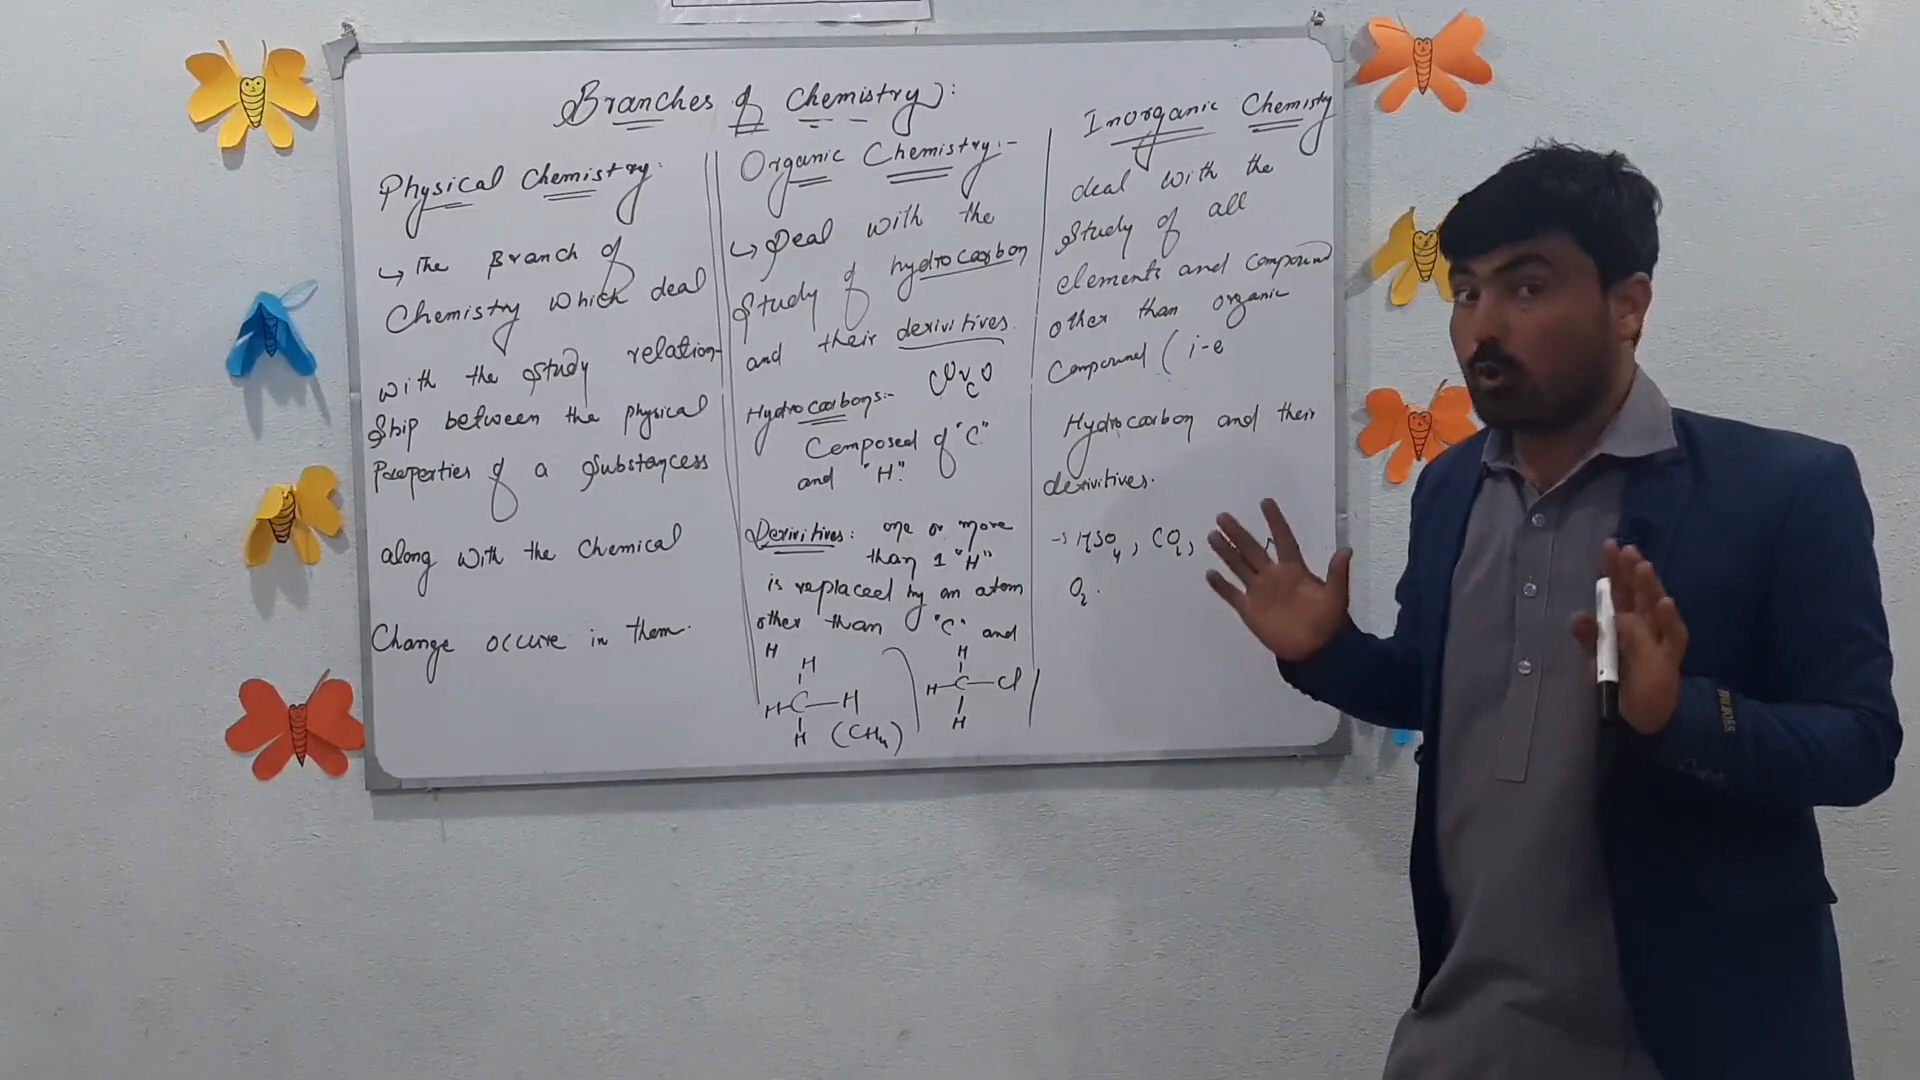 Branches of Chemistry:
Physical Chemistry:
↳ The Branch of
Chemistry which deal
with the study relation-
ship between the physical
Properties of a Substancess
along with the Chemical
Change occure in them.
Organic Chemistry:-
↳ Deal with the
Study of hydrocarbon
and their derivitives.
Hydrocarbons:-
Composed of "C"
and "H".
Derivitives: one or more
than 1 "H"
is replaced by an atom
other than "C" and
H
H
H-C-H
H (CH4)
H
H-C-Cl
H
Inorganic Chemistry
deal with the
Study of all
elements and compound
other than organic
Compound (i-e
Hydrocarbon and their
derivitives.
CO2,
O2.